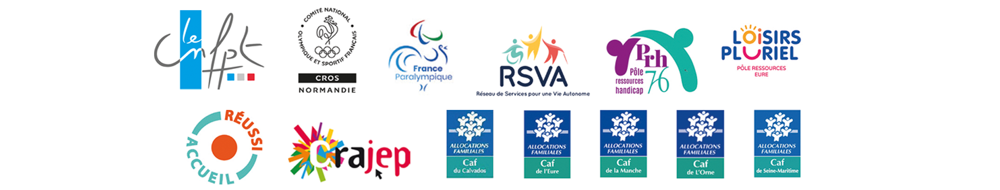 le cnfpt
COMITÉ NATIONAL OLYMPIQUE ET SPORTIF FRANÇAIS
CROS
NORMANDIE
France
Paralympique
RSVA
Réseau de Services pour une Vie Autonome
Prh
76
Pôle
ressources
handicap
LOiSIRS
PLURIEL
PÔLE RESSOURCES
EURE
RÉUSSI
ACCUEIL
crajep
ALLOCATIONS
FAMILIALES
Caf
du Calvados
ALLOCATIONS
FAMILIALES
Caf
de l'Eure
ALLOCATIONS
FAMILIALES
Caf
de la Manche
ALLOCATIONS
FAMILIALES
Caf
de L'Orne
ALLOCATIONS
FAMILIALES
Caf
de Seine-Maritime